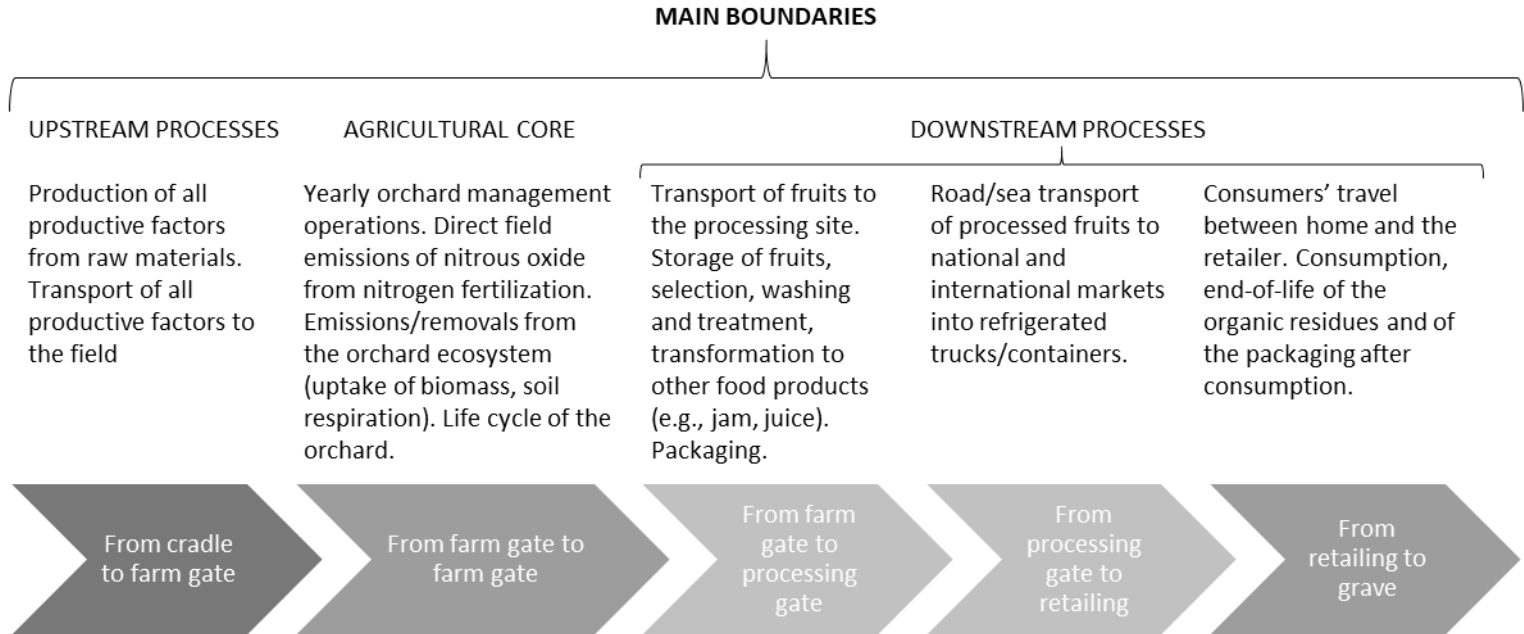 MAIN BOUNDARIES
UPSTREAM PROCESSES
Production of all
productive factors
from raw materials.
Transport of all
productive factors to
the field
AGRICULTURAL CORE
Yearly orchard management
operations. Direct field
emissions of nitrous oxide
from nitrogen fertilization.
Emissions/removals from
the orchard ecosystem
(uptake of biomass, soil
respiration). Life cycle of the
orchard.
DOWNSTREAM PROCESSES
Transport of fruits to
the processing site.
Storage of fruits,
selection, washing
and treatment,
transformation to
other food products
(e.g., jam, juice).
Packaging.
Road/sea transport
of processed fruits to
national and
international markets
into refrigerated
trucks/containers.
Consumers’ travel
between home and the
retailer. Consumption,
end-of-life of the
organic residues and of
the packaging after
consumption.
From cradle
to farm gate
From farm gate to
farm gate
From farm
gate to
processing
gate
From
processing
gate to
retailing
From
retailing to
grave